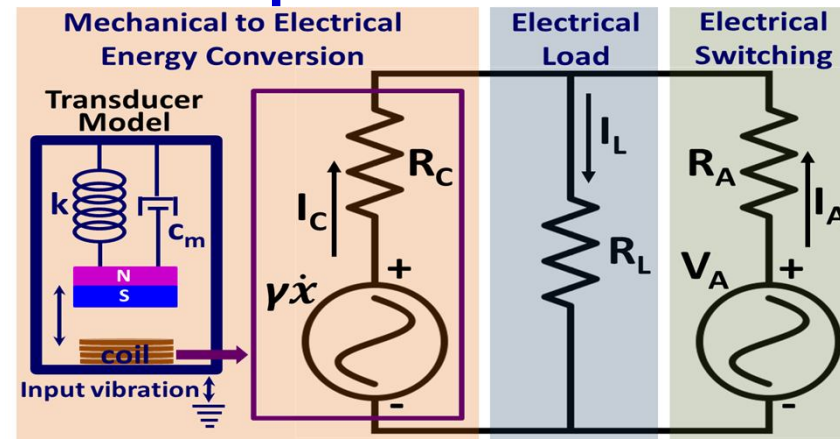 Mechanical to Electrical
Energy Conversion
Electrical
Load
Electrical
Switching
Transducer
Model
k
c_m
N
S
coil
Input vibration
R_C
I_C
+
γẋ
-
I_L
R_L
R_A
I_A
V_A
+
-